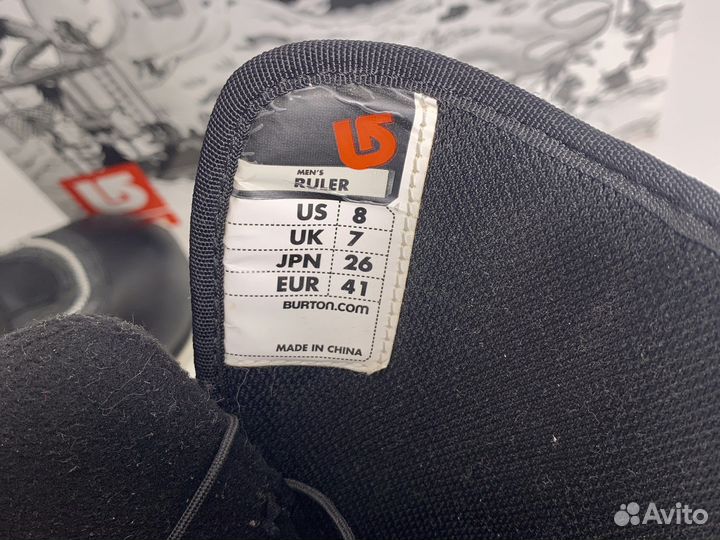 MEN'S
RULER
US 8
UK 7
JPN 26
EUR 41
BURTON.COM
MADE IN CHINA
Avito